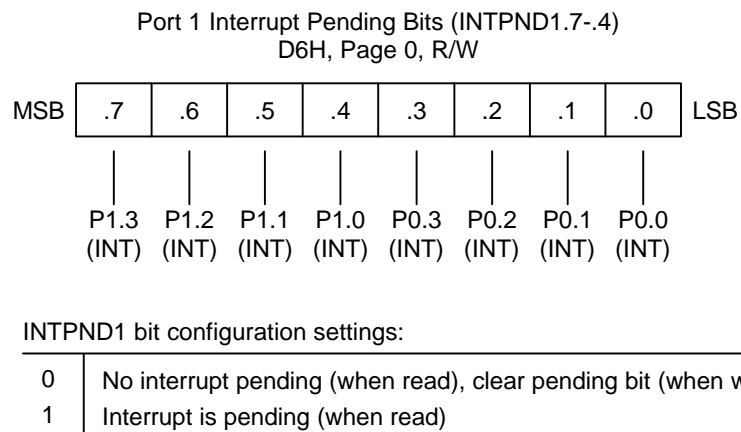 Port 1 Interrupt Pending Bits (INTPND1.7-.4)
D6H, Page 0, R/W
MSB .7 .6 .5 .4 .3 .2 .1 .0 LSB
P1.3 P1.2 P1.1 P1.0 P0.3 P0.2 P0.1 P0.0
(INT) (INT) (INT) (INT) (INT) (INT) (INT) (INT)
INTPND1 bit configuration settings:
0 No interrupt pending (when read), clear pending bit (when
1 Interrupt is pending (when read)